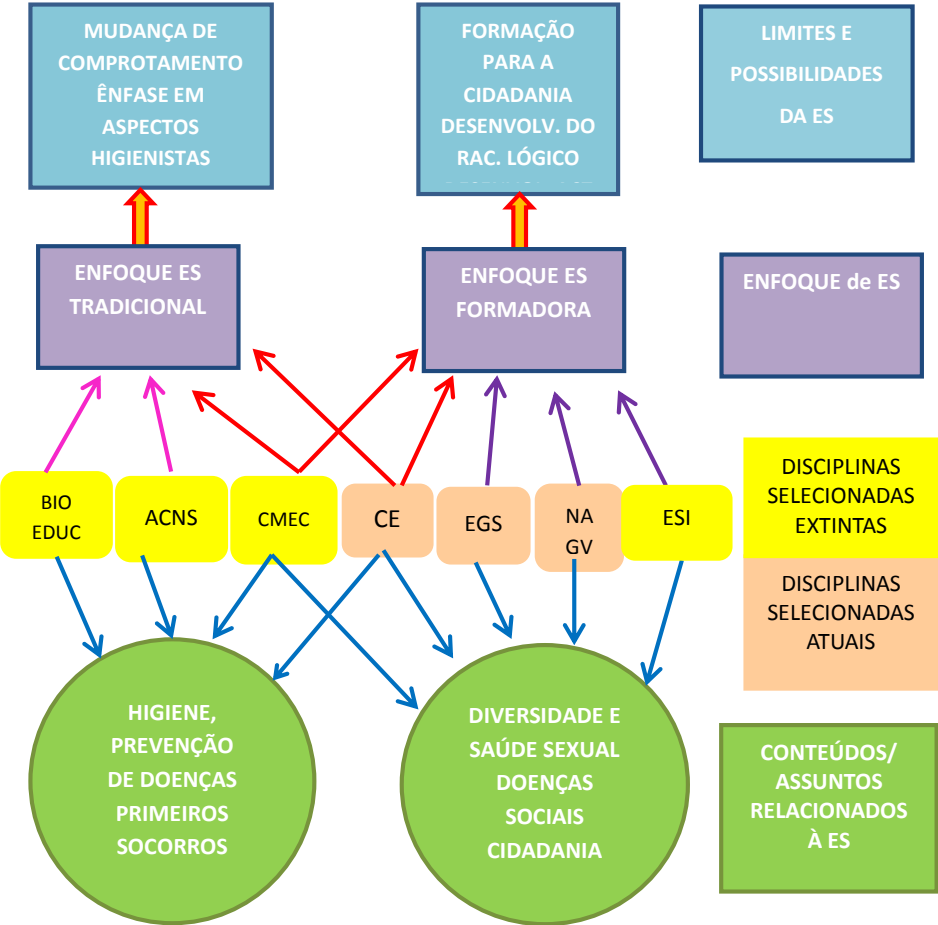 MUDANÇA DE
COMPROTAMENTO
ÊNFASE EM
ASPECTOS
HIGIENISTAS
FORMAÇÃO
PARA A
CIDADANIA
DESENVOLV. DO
RAC. LÓGICO
LIMITES E
POSSIBILIDADES
DA ES
ENFOQUE ES
TRADICIONAL
ENFOQUE ES
FORMADORA
ENFOQUE de ES
BIO
EDUC
ACNS
CMEC
CE
EGS
NA
GV
ESI
DISCIPLINAS
SELECIONADAS
EXTINTAS
DISCIPLINAS
SELECIONADAS
ATUAIS
HIGIENE,
PREVENÇÃO
DE DOENÇAS
PRIMEIROS
SOCORROS
DIVERSIDADE E
SAÚDE SEXUAL
DOENÇAS
SOCIAIS
CIDADANIA
CONTEÚDOS/
ASSUNTOS
RELACIONADOS
À ES